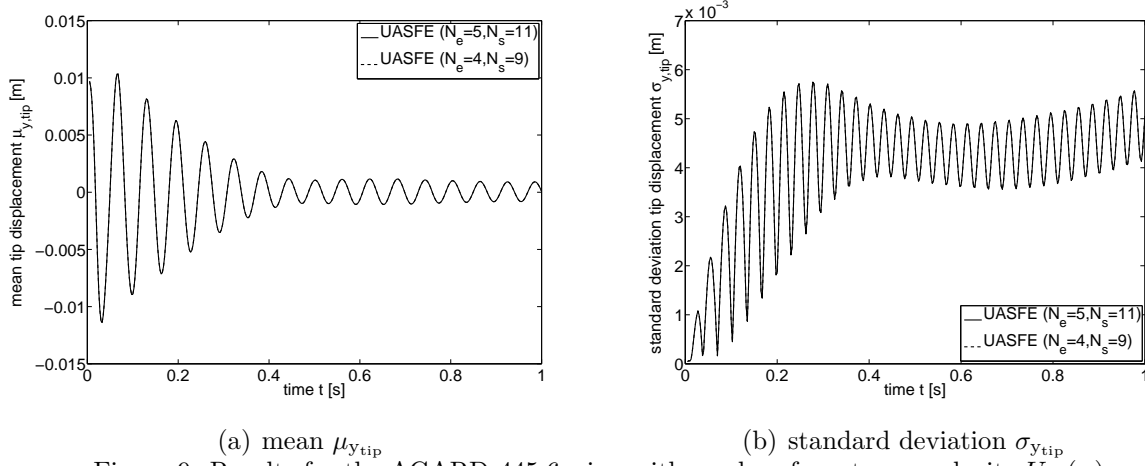 0.015
0.01
0.005
0
−0.005
−0.01
−0.015
mean tip displacement μy,tip [m]
0
0.2
0.4
0.6
0.8
1
time t [s]
UASFE (Ne=5,Ns=11)
UASFE (Ne=4,Ns=9)
x 10−3
7
6
5
4
3
2
1
0
standard deviation tip displacement σy,tip [m]
0
0.2
0.4
0.6
0.8
1
time t [s]
UASFE (Ne=5,Ns=11)
UASFE (Ne=4,Ns=9)
(a) mean μytip
(b) standard deviation σytip